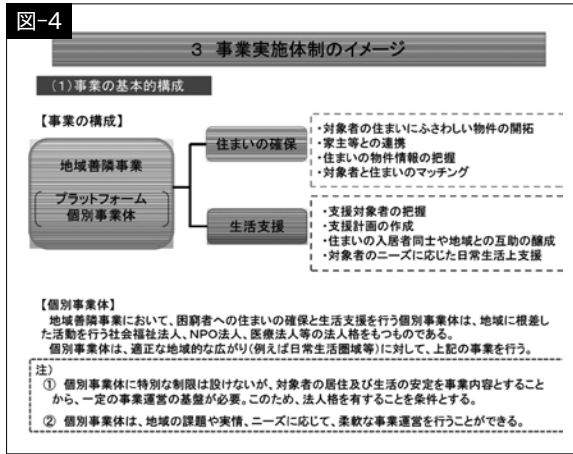 図-4
3 事業実施体制のイメージ
(1)事業の基本的構成
【事業の構成】
地域善隣事業
プラットフォーム
個別事業体
住まいの確保
・対象者の住まいにふさわしい物件の開拓
・家主等との連携
・住まいの物件情報の把握
・対象者と住まいのマッチング
生活支援
・支援対象者の把握
・支援計画の作成
・住まいの入居者同士や地域との互助の醸成
・対象者のニーズに応じた日常生活上支援
【個別事業体】
地域善隣事業において、困窮者への住まいの確保と生活支援を行う個別事業体は、地域に根差し
た活動を行う社会福祉法人、NPO法人、医療法人等の法人格をもつものである。
個別事業体は、適正な地域的な広がり(例えば日常生活圏域等)に対して、上記の事業を行う。
注)
① 個別事業体に特別な制限は設けないが、対象者の居住及び生活の安定を事業内容とすること
から、一定の事業運営の基盤が必要。このため、法人格を有することを条件とする。
② 個別事業体は、地域の課題や実情、ニーズに応じて、柔軟な事業運営を行うことができる。